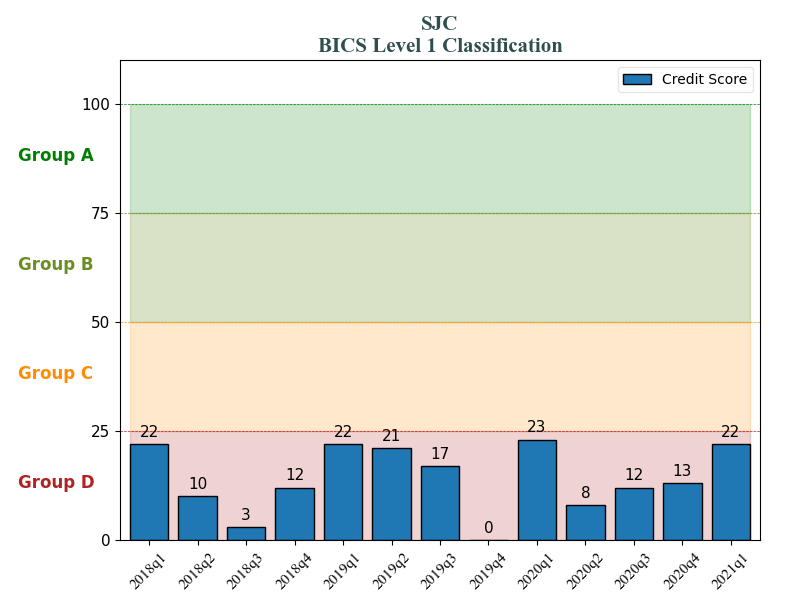 SJC
BICS Level 1 Classification
Credit Score
100
Group A
75
Group B
50
Group C
25
Group D
0
22
10
3
12
22
21
17
0
23
8
12
13
22
2018q1
2018q2
2018q3
2018q4
2019q1
2019q2
2019q3
2019q4
2020q1
2020q2
2020q3
2020q4
2021q1